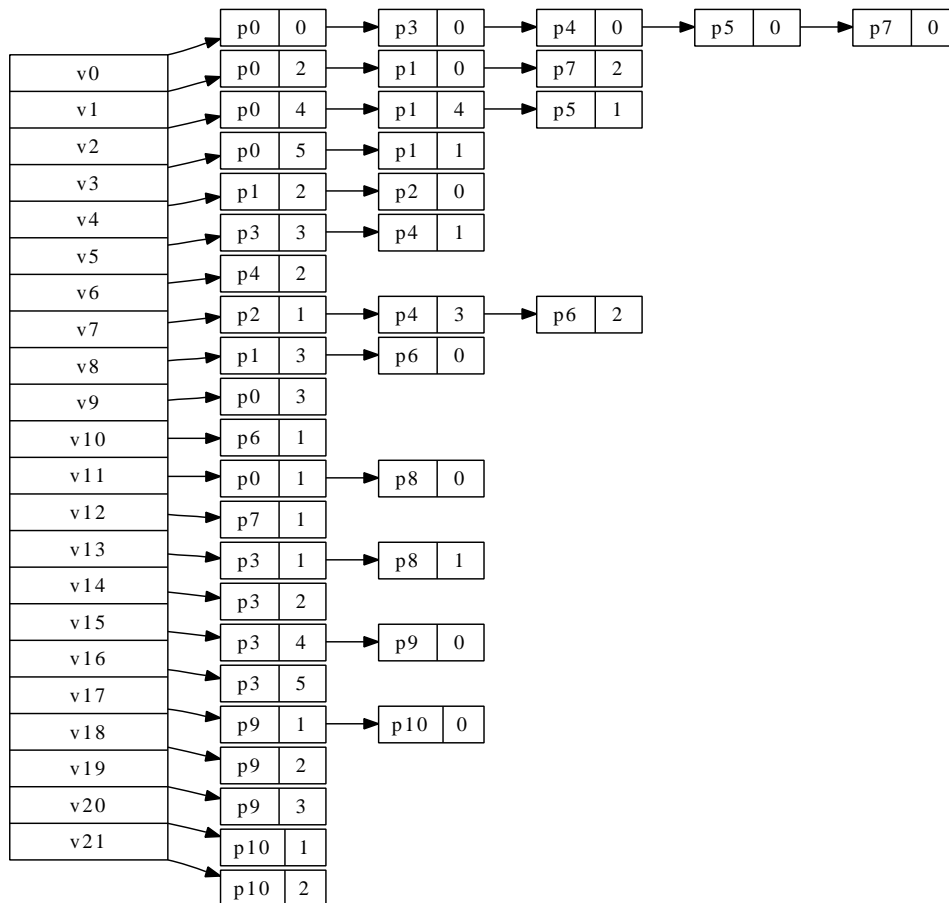 p0 0 p3 0 p4 0 p5 0 p7 0
v0 p0 2 p1 0 p7 2
v1 p0 4 p1 4 p5 1
v2 p0 5 p1 1
v3 p1 2 p2 0
v4 p3 3 p4 1
v5 p4 2
v6 p2 1 p4 3 p6 2
v7 p1 3 p6 0
v8 p0 3
v9 p6 1
v10 p0 1 p8 0
v11 p7 1
v12 p3 1 p8 1
v13 p3 2
v14 p3 4 p9 0
v15 p3 5
v16 p9 1 p10 0
v17 p9 2
v18 p9 3
v19 p10 1
v20 p10 2
v21